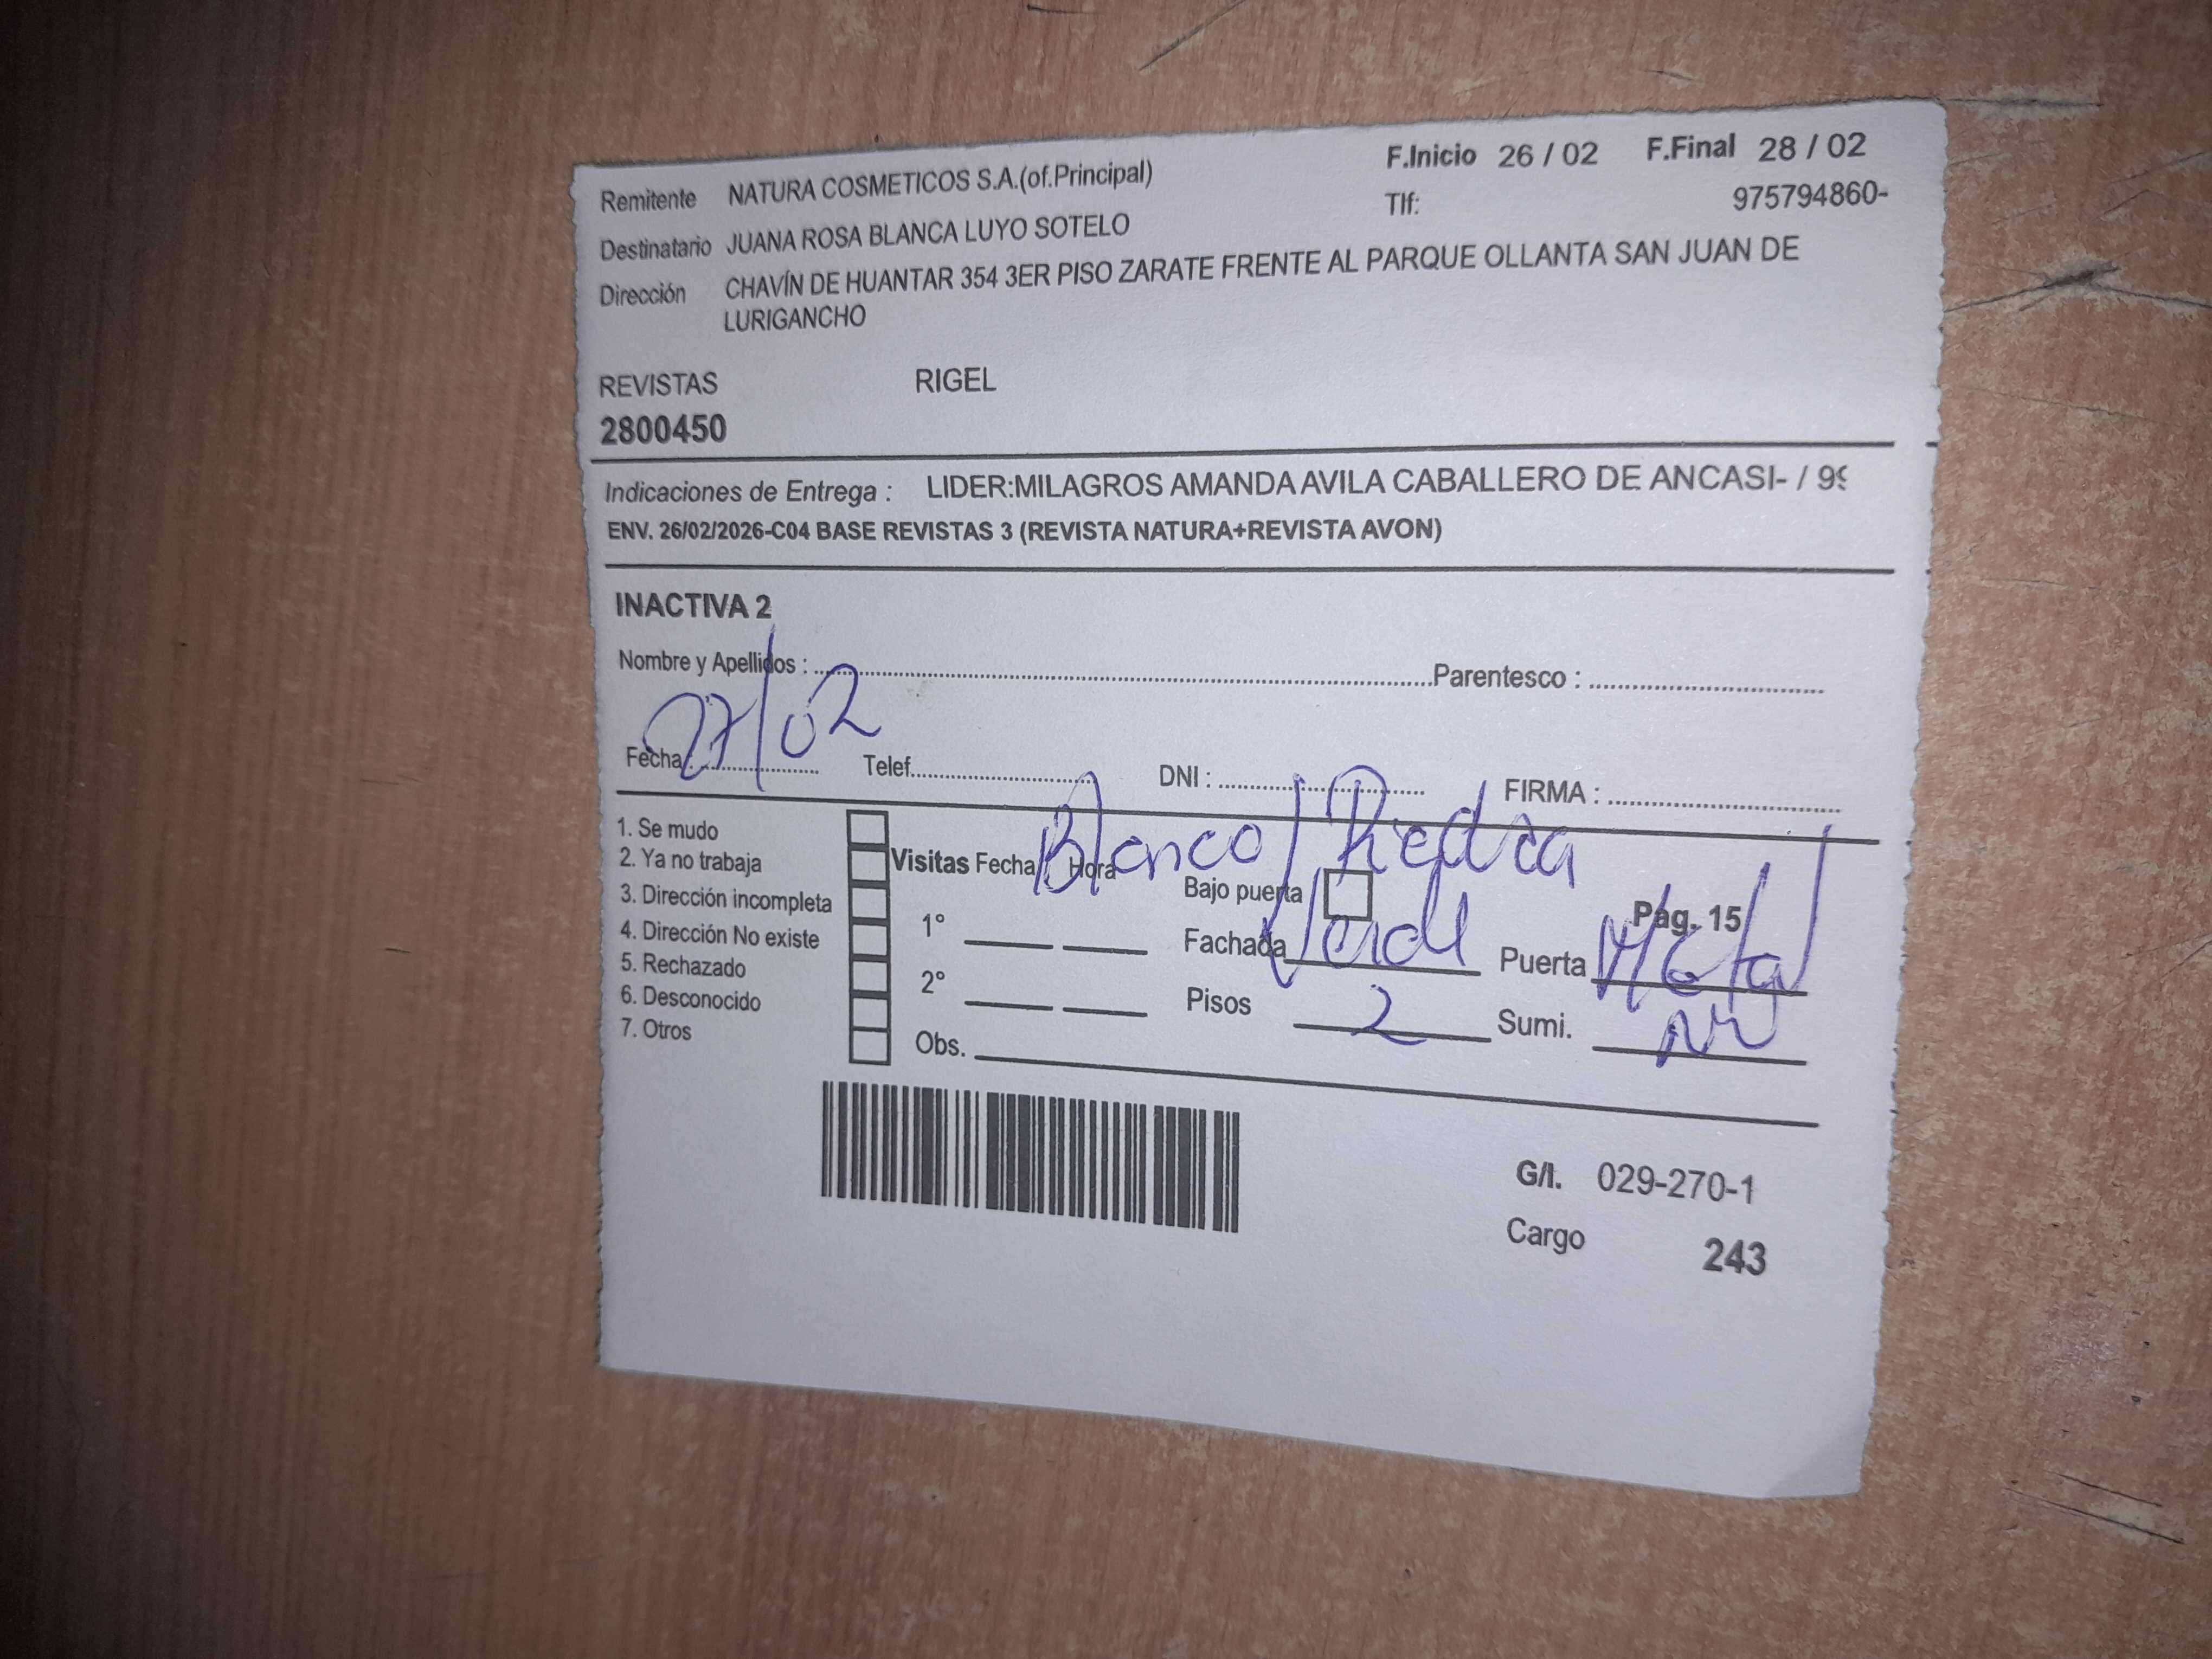 Remitente NATURA COSMETICOS S.A.(of.Principal) F.Inicio 26 / 02 F.Final 28 / 02
Tlf: 975794860-
Destinatario JUANA ROSA BLANCA LUYO SOTELO
Dirección CHAVÍN DE HUANTAR 354 3ER PISO ZARATE FRENTE AL PARQUE OLLANTA SAN JUAN DE
LURIGANCHO
REVISTAS RIGEL
2800450
Indicaciones de Entrega : LIDER:MILAGROS AMANDA AVILA CABALLERO DE ANCASI- / 99
ENV. 26/02/2026-C04 BASE REVISTAS 3 (REVISTA NATURA+REVISTA AVON)
INACTIVA 2
Nombre y Apellidos : Parentesco :
Fecha : 27/02 Telef. DNI : FIRMA :
Blanco/Piedra
1. Se mudo
2. Ya no trabaja
3. Dirección incompleta
4. Dirección No existe
5. Rechazado
6. Desconocido
7. Otros
Visitas Fecha Hora Bajo puerta Pág. 15
1° Fachada Verde Puerta Metal
2° Pisos 2 Sumi.
Obs.
G/I. 029-270-1
Cargo 243